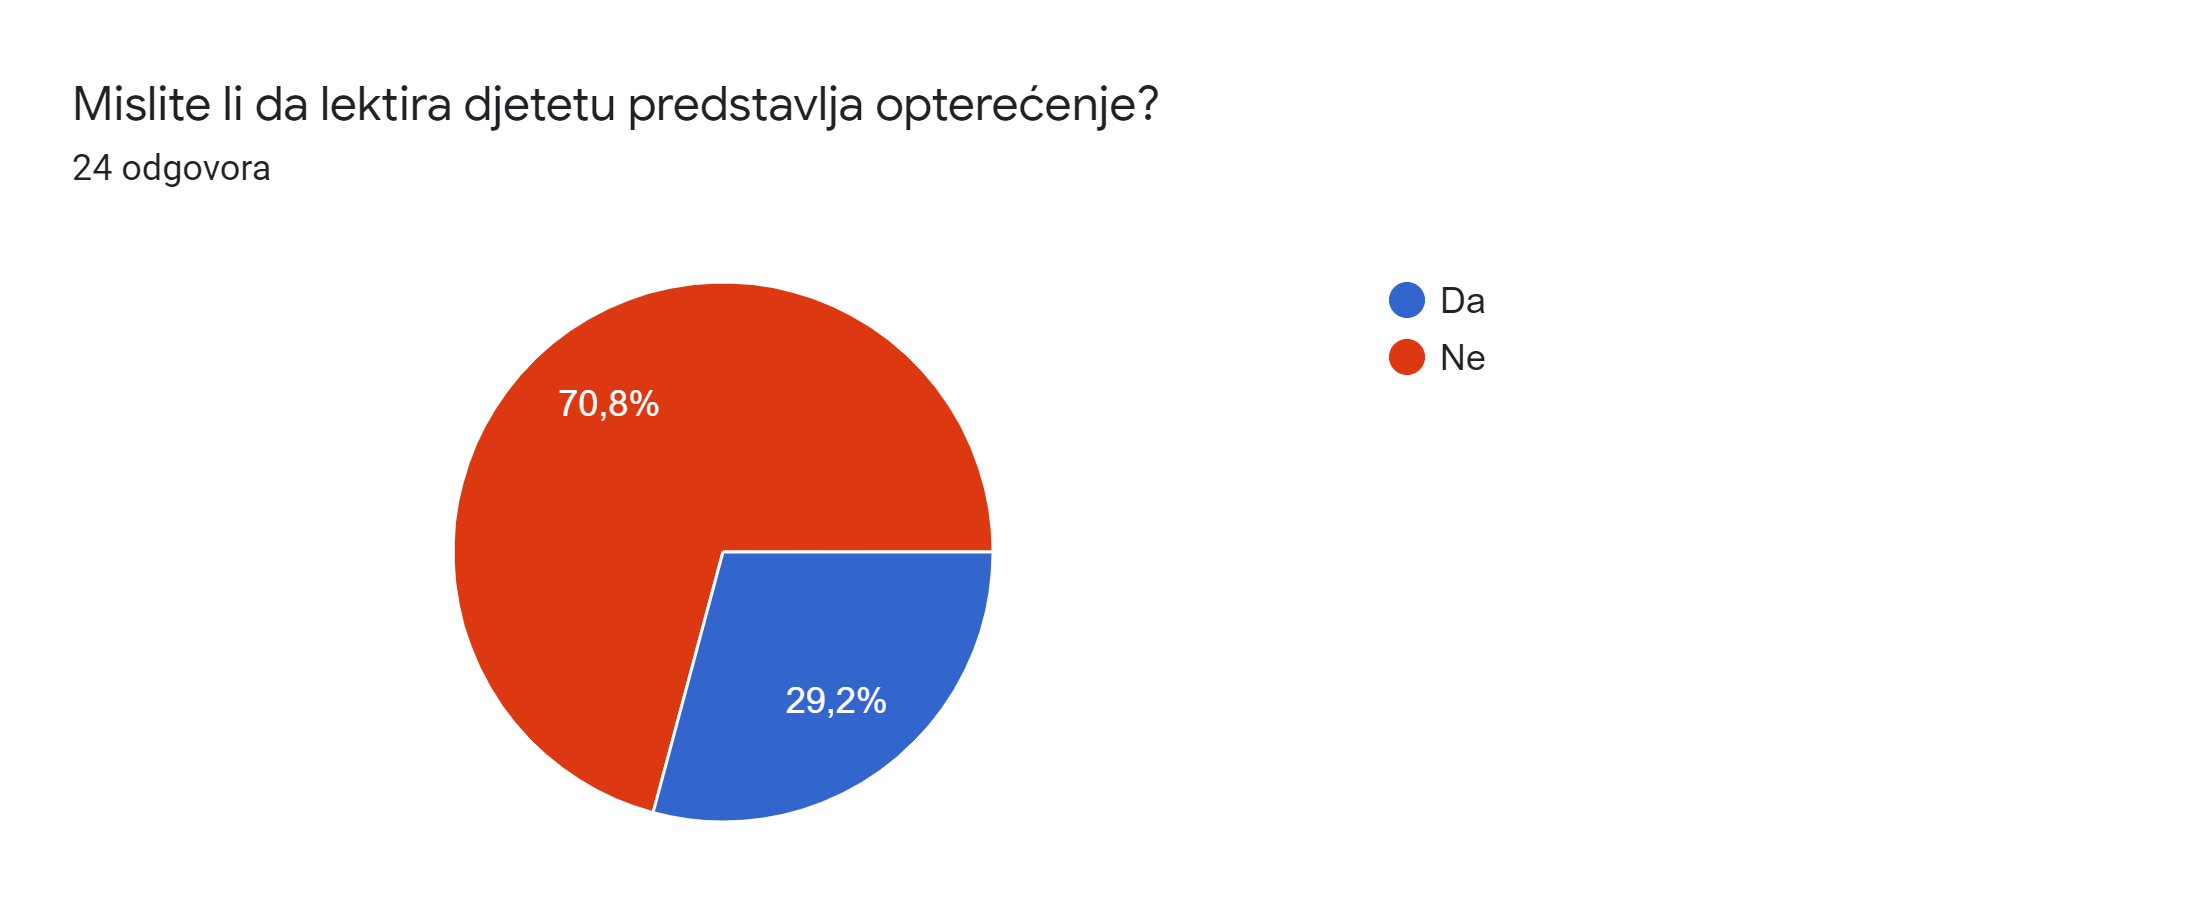 Mislite li da lektira djetetu predstavlja opterećenje?
24 odgovora
Da
Ne
70,8%
29,2%